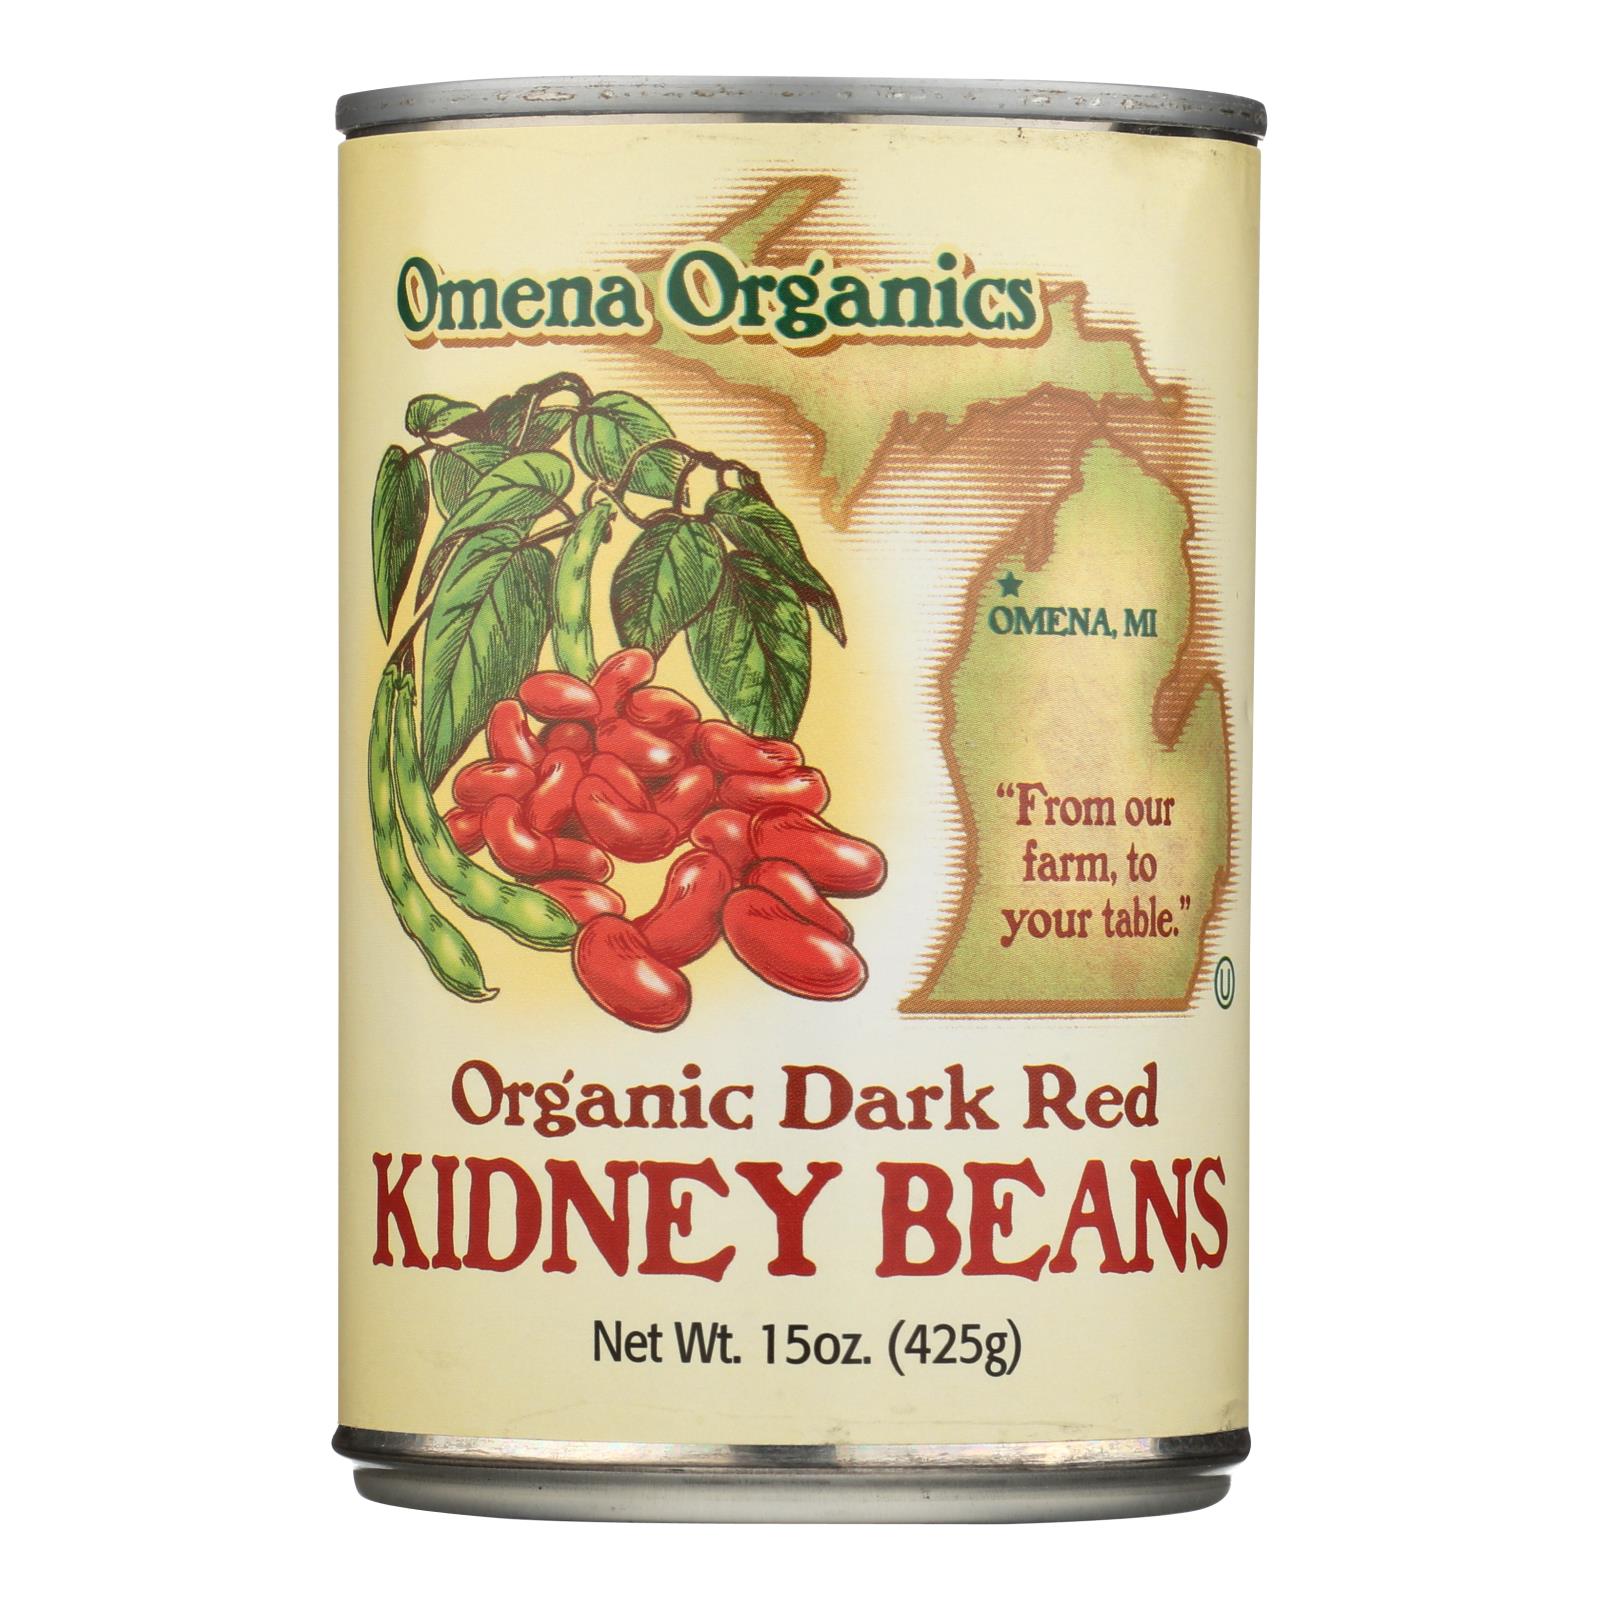 Omena Organics
OMENA, MI
“From our
farm, to
your table.”
U
Organic Dark Red
KIDNEY BEANS
Net Wt. 15oz. (425g)